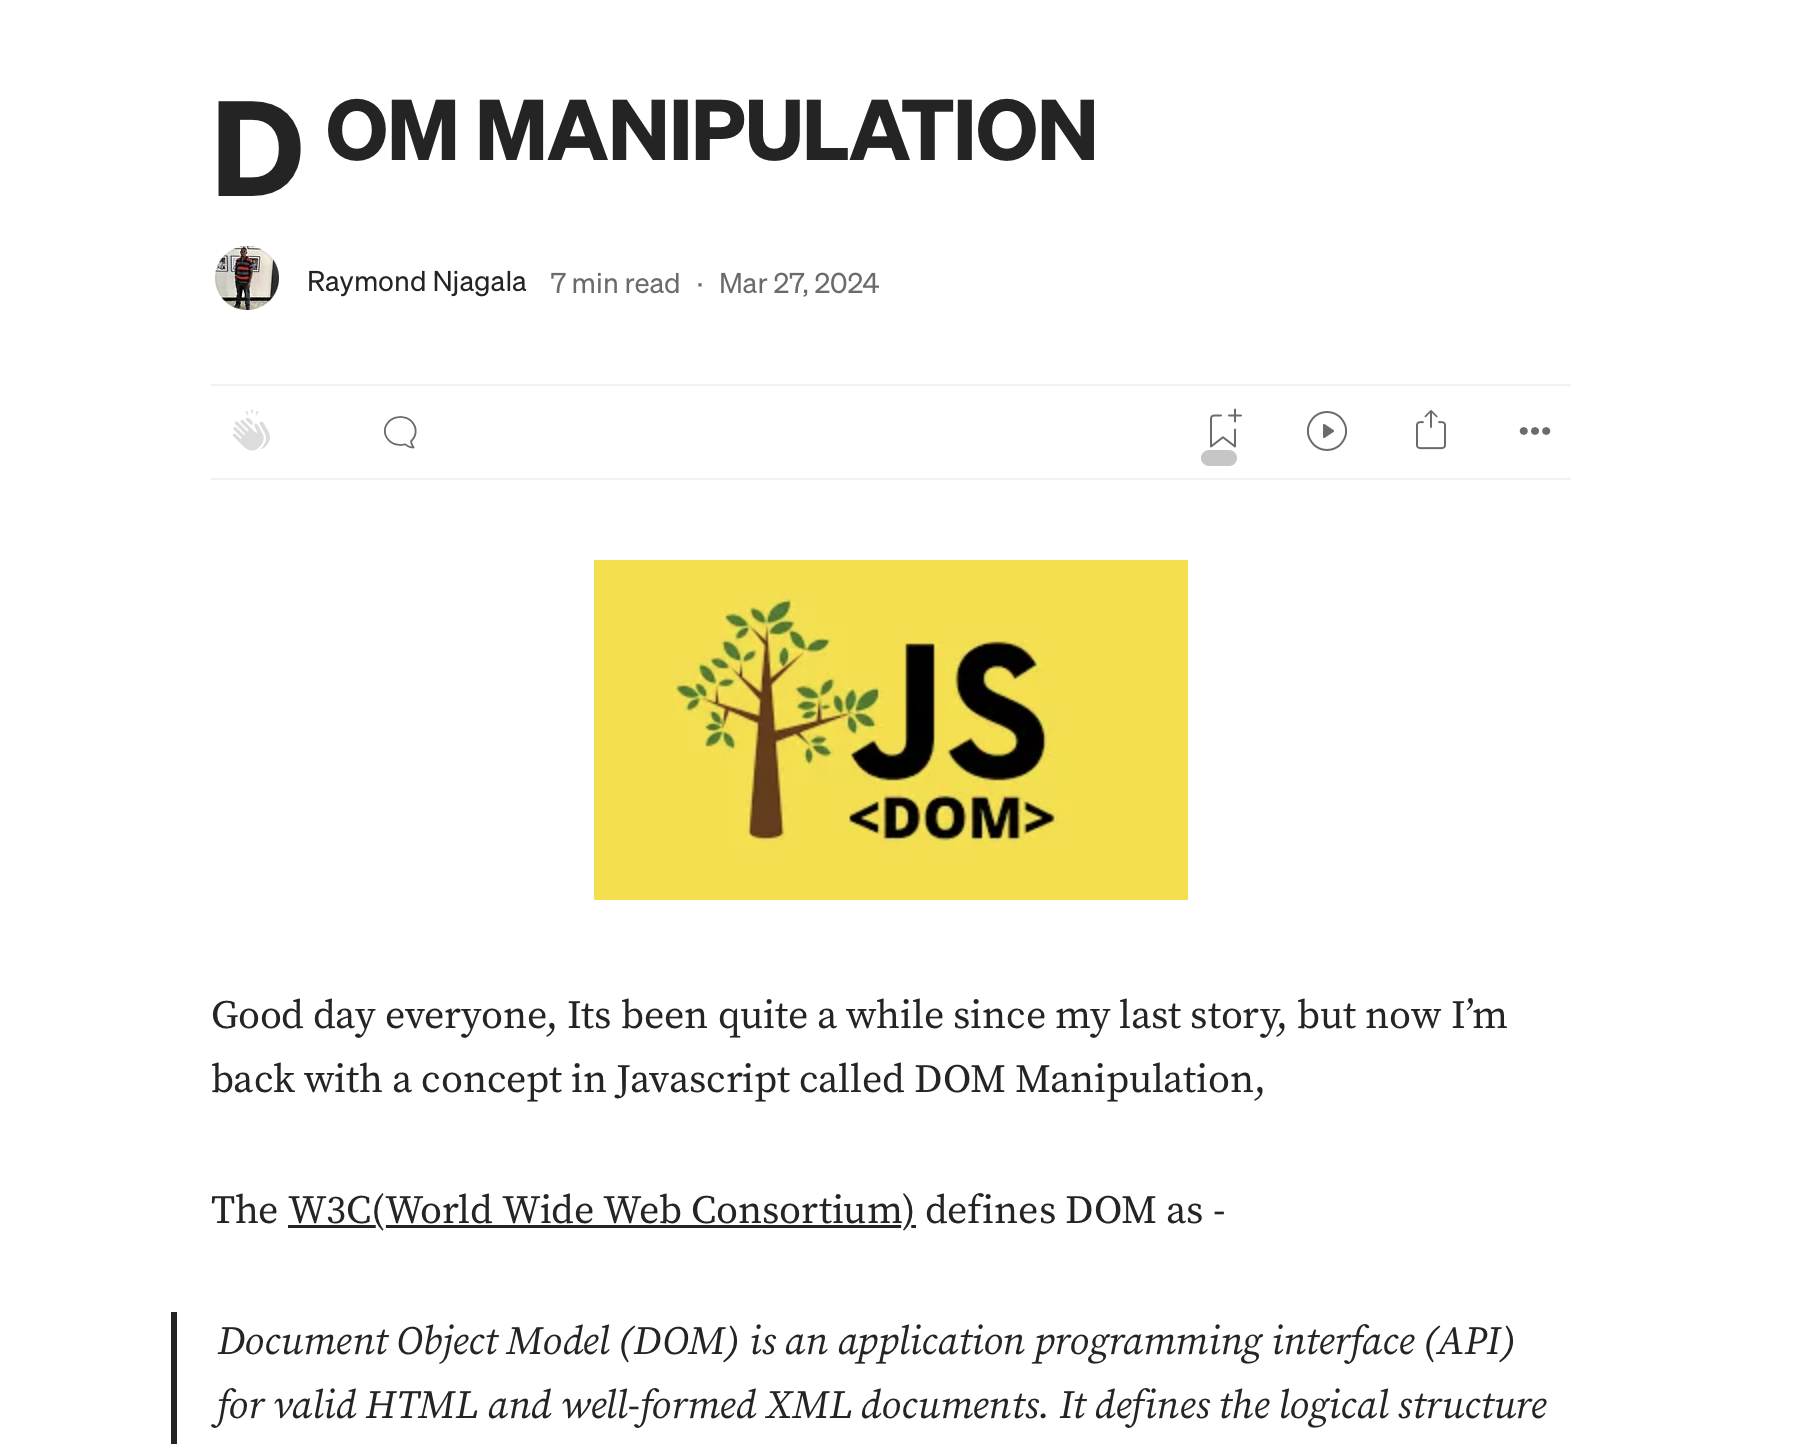 D OM MANIPULATION
Raymond Njagala 7 min read · Mar 27, 2024
JS
<DOM>
Good day everyone, Its been quite a while since my last story, but now I’m
back with a concept in Javascript called DOM Manipulation,
The W3C(World Wide Web Consortium) defines DOM as -
Document Object Model (DOM) is an application programming interface (API)
for valid HTML and well-formed XML documents. It defines the logical structure